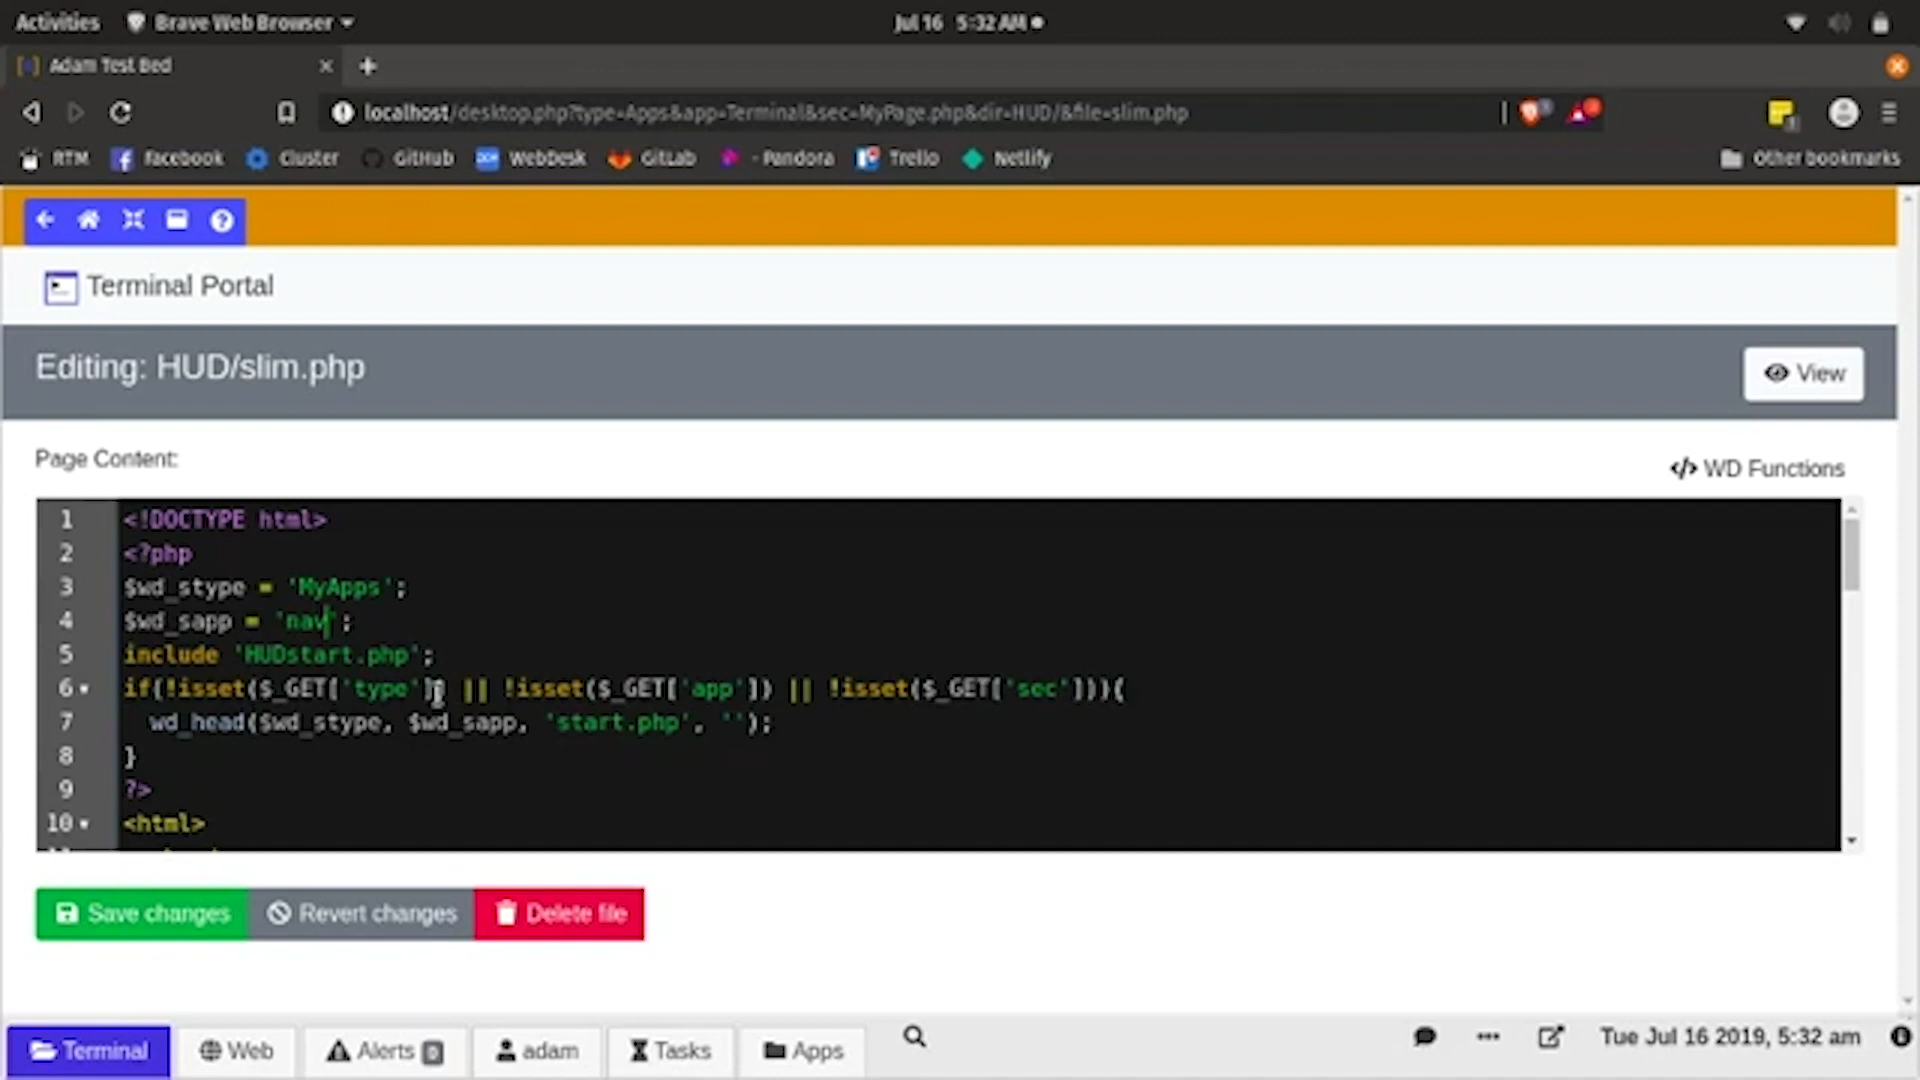 Activities Brave Web Browser Jul 16 5:32 AM
Adam Test Bed
localhost/desktop.php?type=Apps&app=Terminal&sec=MyPage.php&dir=HUD/&file=slim.php
RTM Facebook Cluster GitHub WebDesk GitLab - Pandora Trello Netlify Other bookmarks
Terminal Portal
Editing: HUD/slim.php View
Page Content: WD Functions
1 <!DOCTYPE html>
2 <?php
3 $wd_stype = 'MyApps';
4 $wd_sapp = 'nav';
5 include 'HUDstart.php';
6 if(!isset($_GET['type']) || !isset($_GET['app']) || !isset($_GET['sec'])){
7 wd_head($wd_stype, $wd_sapp, 'start.php', '');
8 }
9 ?>
10 <html>
Save changes Revert changes Delete file
Terminal Web Alerts 0 adam Tasks Apps Tue Jul 16 2019, 5:32 am